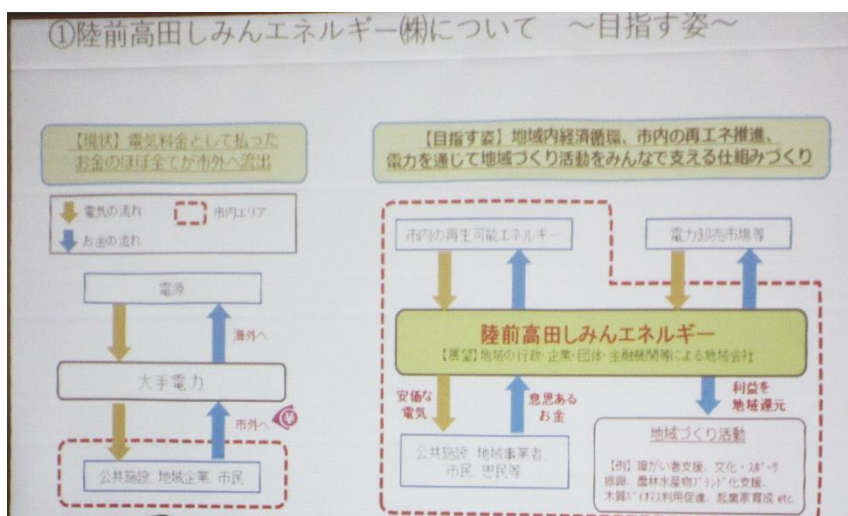 ①陸前高田しみんエネルギー㈱について　～目指す姿～
【現状】電気料金として払った
お金のほぼ全てが市外へ流出
電気の流れ
市内エリア
お金の流れ
電源
海外へ
大手電力
市外へ
¥
公共施設、地域企業、市民
【目指す姿】地域内経済循環、市内の再エネ推進、
電力を通じて地域づくり活動をみんなで支える仕組みづくり
市内の再生可能エネルギー
電力卸売市場等
陸前高田しみんエネルギー
【展望】地域の行政・企業・団体・金融機関等による地域会社
安価な
電気
意思ある
お金
利益を
地域還元
公共施設、地域事業者、
市民、思民等
地域づくり活動
【例】障がい者支援、文化・スポーツ
振興、農林水産物ブランド化支援、
木質バイオマス利用促進、起業家育成 etc.